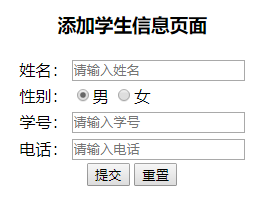 添加学生信息页面
姓名： 请输入姓名
性别： 男 女
学号： 请输入学号
电话： 请输入电话
提交 重置